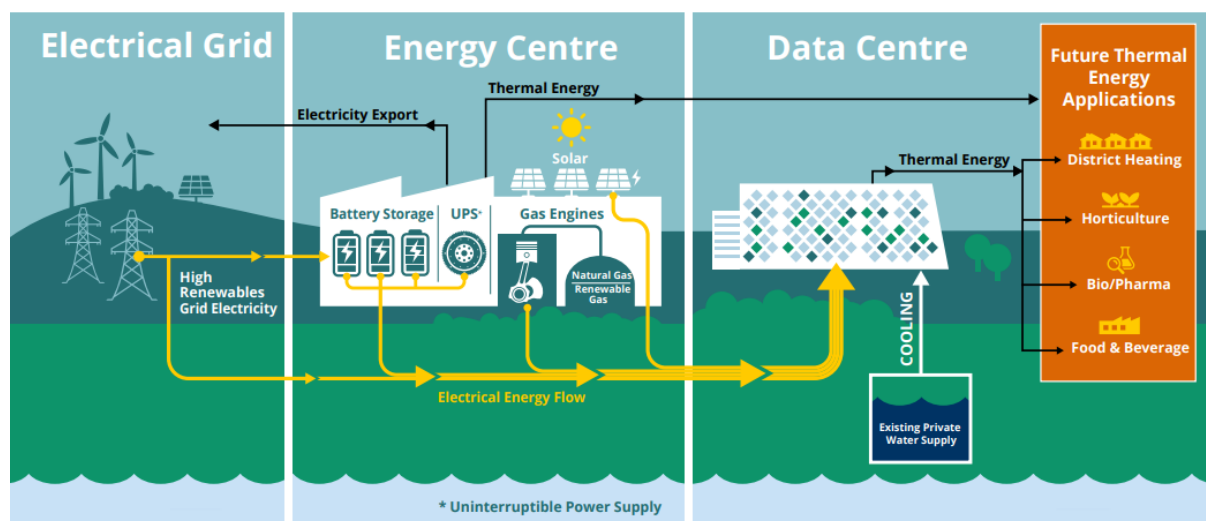 Electrical Grid
Energy Centre
Data Centre
Future Thermal
Energy
Applications
Thermal Energy
Electricity Export
Solar
Thermal Energy
District Heating
Battery Storage
UPS*
Gas Engines
Horticulture
High
Renewables
Grid Electricity
Natural Gas
Renewable
Gas
Bio/Pharma
COOLING
Food & Beverage
Electrical Energy Flow
Existing Private
Water Supply
* Uninterruptible Power Supply